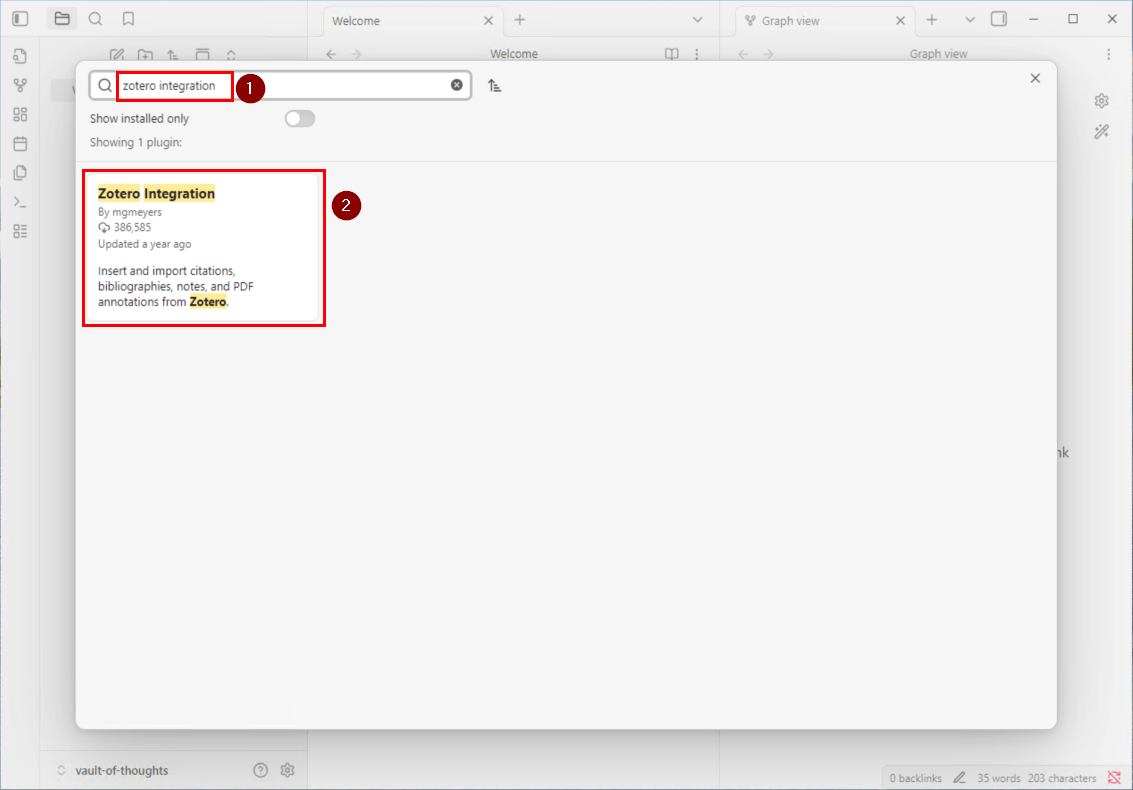 Welcome
Graph view
Welcome
Graph view
zotero integration
1
Show installed only
Showing 1 plugin:
Zotero Integration
2
By mgmeyers
386,585
Updated a year ago
Insert and import citations,
bibliographies, notes, and PDF
annotations from Zotero.
nk
vault-of-thoughts
0 backlinks
35 words
203 characters